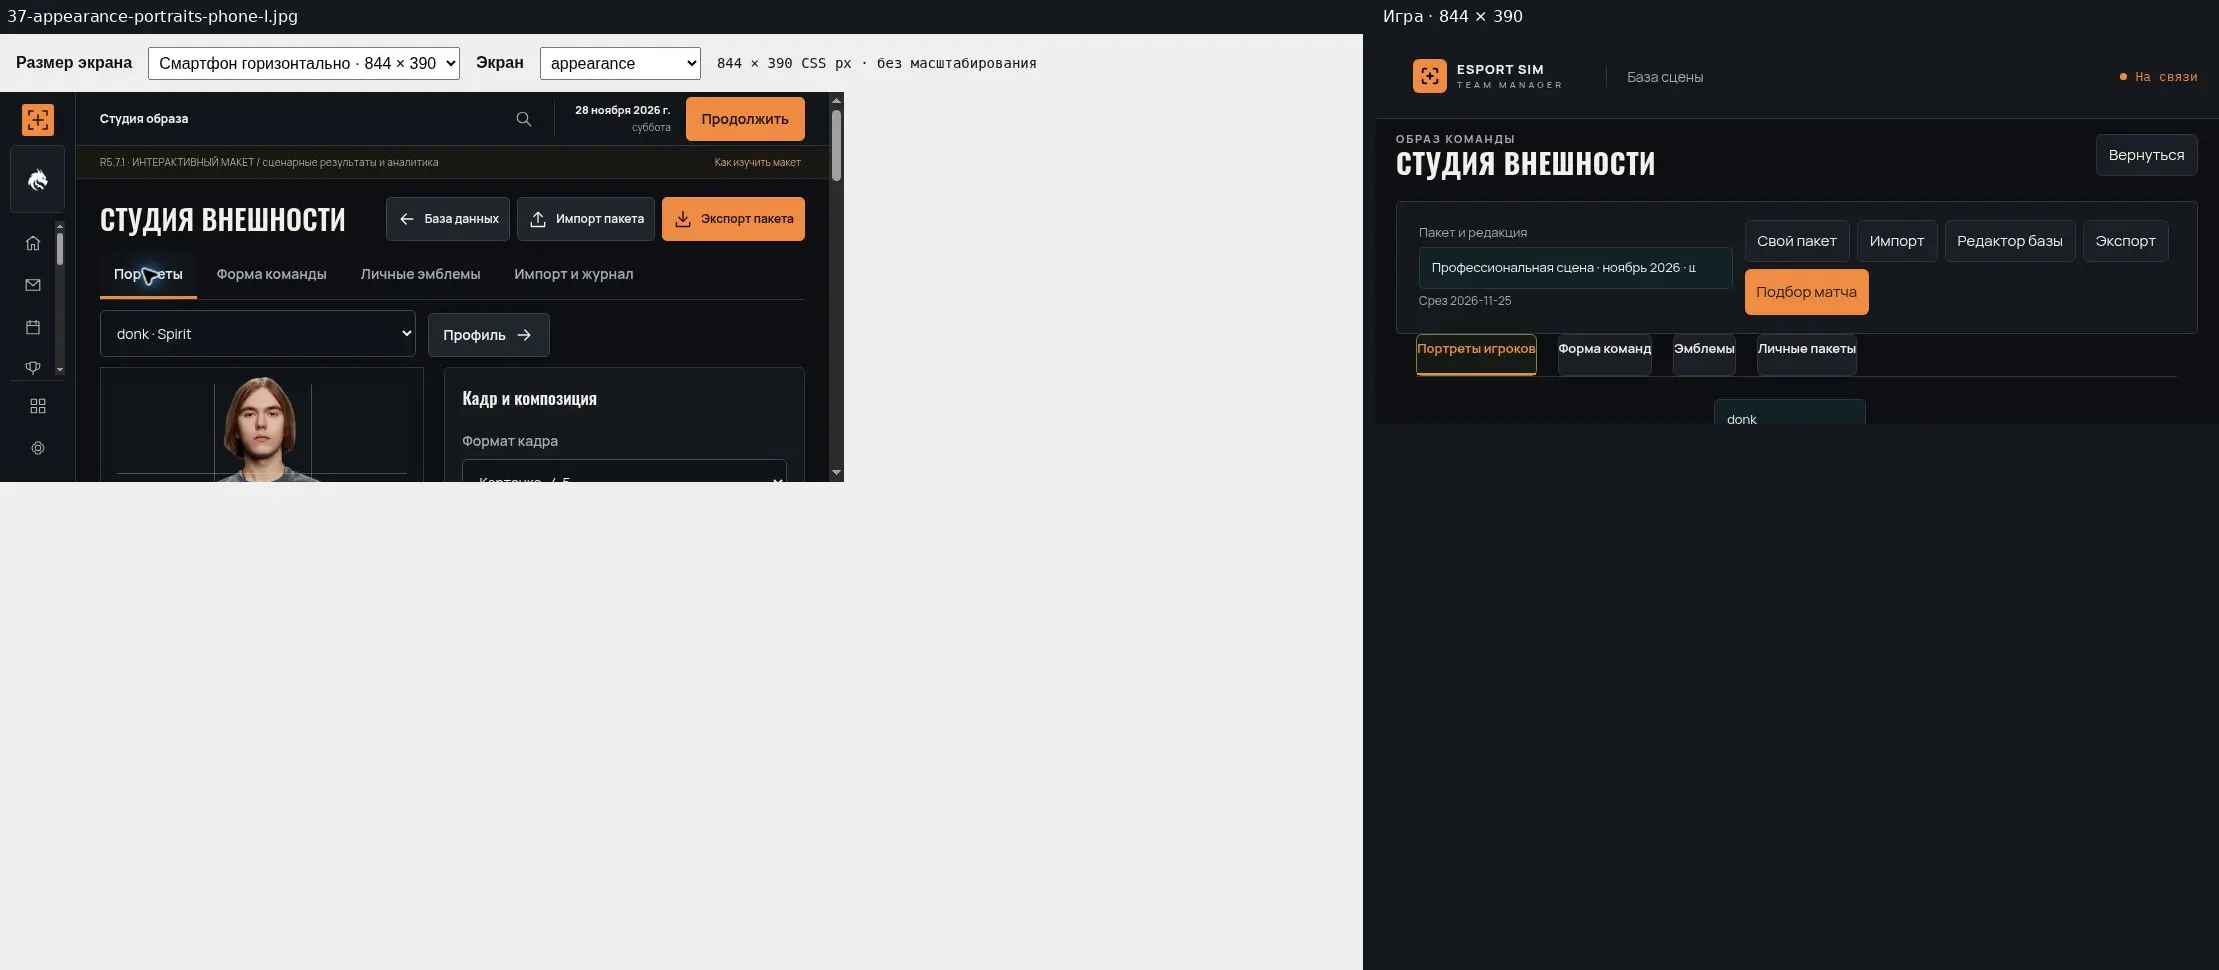 37-appearance-portraits-phone-l.jpg
Размер экрана
Смартфон горизонтально · 844 × 390
Экран
appearance
844 × 390 CSS px · без масштабирования
Студия образа
28 ноября 2026 г.
суббота
Продолжить
R5.7.1 · ИНТЕРАКТИВНЫЙ МАКЕТ / сценарные результаты и аналитика
Как изучить макет
СТУДИЯ ВНЕШНОСТИ
База данных
Импорт пакета
Экспорт пакета
Портреты
Форма команды
Личные эмблемы
Импорт и журнал
donk · Spirit
Профиль
Кадр и композиция
Формат кадра
Игра · 844 × 390
ESPORT SIM
TEAM MANAGER
База сцены
На связи
ОБРАЗ КОМАНДЫ
СТУДИЯ ВНЕШНОСТИ
Вернуться
Пакет и редакция
Профессиональная сцена · ноябрь 2026 ·
Срез 2026-11-25
Свой пакет
Импорт
Редактор базы
Экспорт
Подбор матча
Портреты игроков
Форма команд
Эмблемы
Личные пакеты
donk